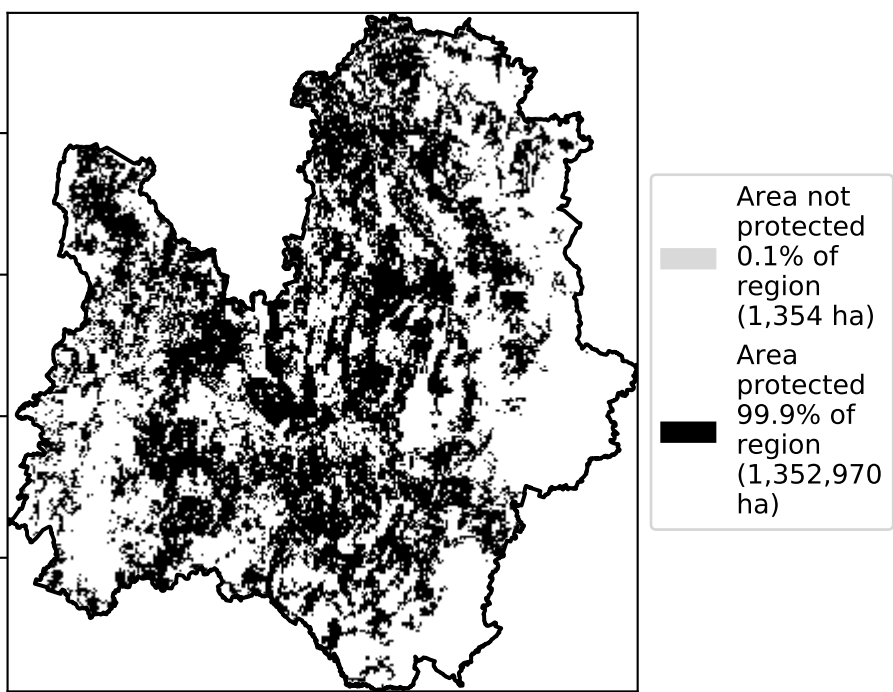 Area not
protected
0.1% of
region
(1,354 ha)
Area
protected
99.9% of
region
(1,352,970
ha)